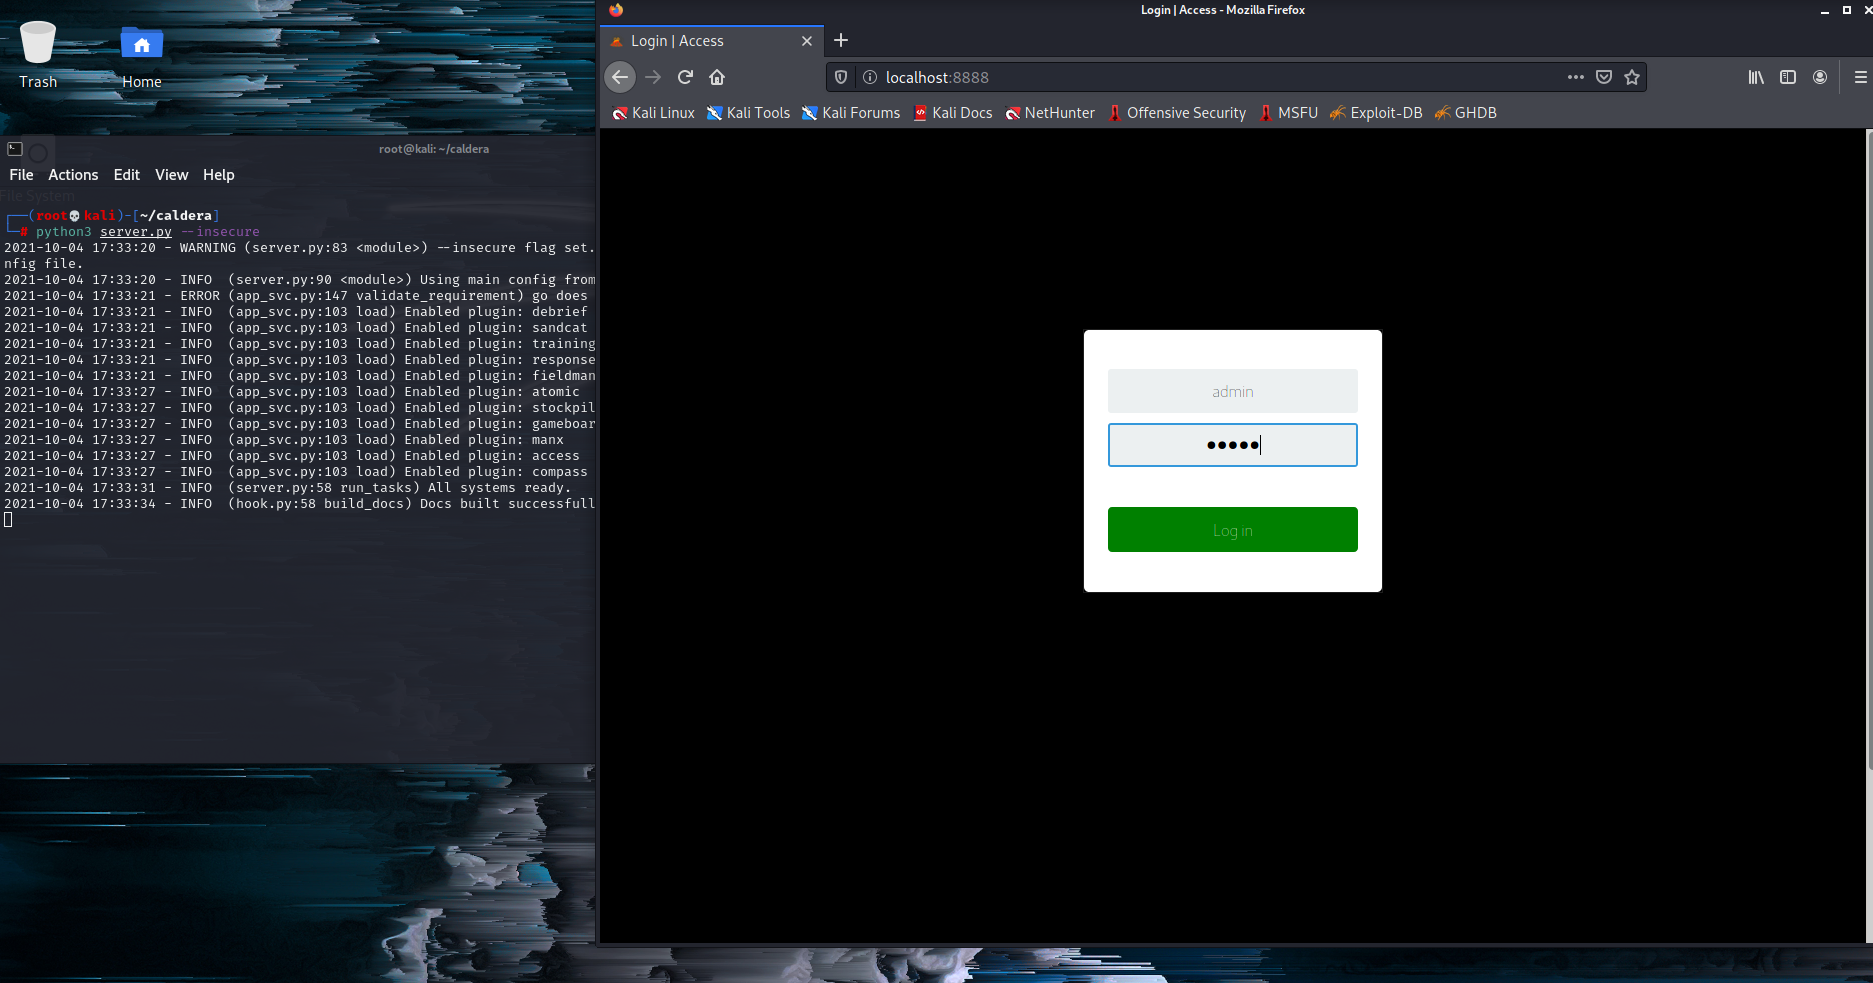 Trash
Home
root@kali: ~/caldera
File Actions Edit View Help
File System
(root💀kali)-[~/caldera]
# python3 server.py --insecure
2021-10-04 17:33:20 - WARNING (server.py:83 <module>) --insecure flag set.
nfig file.
2021-10-04 17:33:20 - INFO  (server.py:90 <module>) Using main config from
2021-10-04 17:33:21 - ERROR (app_svc.py:147 validate_requirement) go does
2021-10-04 17:33:21 - INFO  (app_svc.py:103 load) Enabled plugin: debrief
2021-10-04 17:33:21 - INFO  (app_svc.py:103 load) Enabled plugin: sandcat
2021-10-04 17:33:21 - INFO  (app_svc.py:103 load) Enabled plugin: training
2021-10-04 17:33:21 - INFO  (app_svc.py:103 load) Enabled plugin: response
2021-10-04 17:33:21 - INFO  (app_svc.py:103 load) Enabled plugin: fieldman
2021-10-04 17:33:27 - INFO  (app_svc.py:103 load) Enabled plugin: atomic
2021-10-04 17:33:27 - INFO  (app_svc.py:103 load) Enabled plugin: stockpil
2021-10-04 17:33:27 - INFO  (app_svc.py:103 load) Enabled plugin: gameboar
2021-10-04 17:33:27 - INFO  (app_svc.py:103 load) Enabled plugin: manx
2021-10-04 17:33:27 - INFO  (app_svc.py:103 load) Enabled plugin: access
2021-10-04 17:33:27 - INFO  (app_svc.py:103 load) Enabled plugin: compass
2021-10-04 17:33:31 - INFO  (server.py:58 run_tasks) All systems ready.
2021-10-04 17:33:34 - INFO  (hook.py:58 build_docs) Docs built successfull
Login | Access - Mozilla Firefox
Login | Access
localhost:8888
Kali Linux Kali Tools Kali Forums Kali Docs NetHunter Offensive Security MSFU Exploit-DB GHDB
admin
●●●●●
Log in